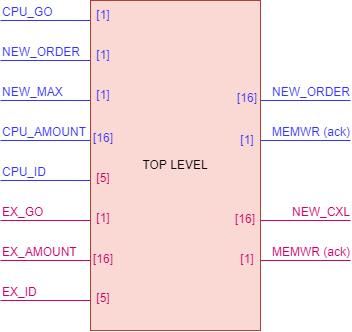 CPU_GO [1]
NEW_ORDER [1]
NEW_MAX [1]
[16] NEW_ORDER
CPU_AMOUNT [16]
[1] MEMWR (ack)
TOP LEVEL
CPU_ID [5]
EX_GO [1]
[16] NEW_CXL
EX_AMOUNT [16]
[1] MEMWR (ack)
EX_ID [5]